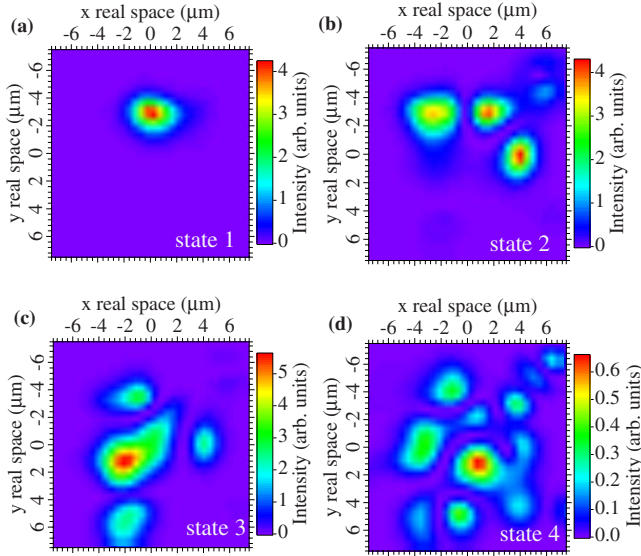 x real space (μm)
(a)
-6 -4 -2 0 2 4 6
y real space (μm)
-6 -4 -2 0 2 4 6
4
3
2
1
0
Intensity (arb. units)
state 1
x real space (μm)
(b)
-6 -4 -2 0 2 4 6
y real space (μm)
-6 -4 -2 0 2 4 6
4
3
2
1
0
Intensity (arb. units)
state 2
x real space (μm)
(c)
-6 -4 -2 0 2 4 6
y real space (μm)
-6 -4 -2 0 2 4 6
5
4
3
2
1
0
Intensity (arb. units)
state 3
x real space (μm)
(d)
-6 -4 -2 0 2 4 6
y real space (μm)
-6 -4 -2 0 2 4 6
0.6
0.5
0.4
0.3
0.2
0.1
0.0
Intensity (arb. units)
state 4